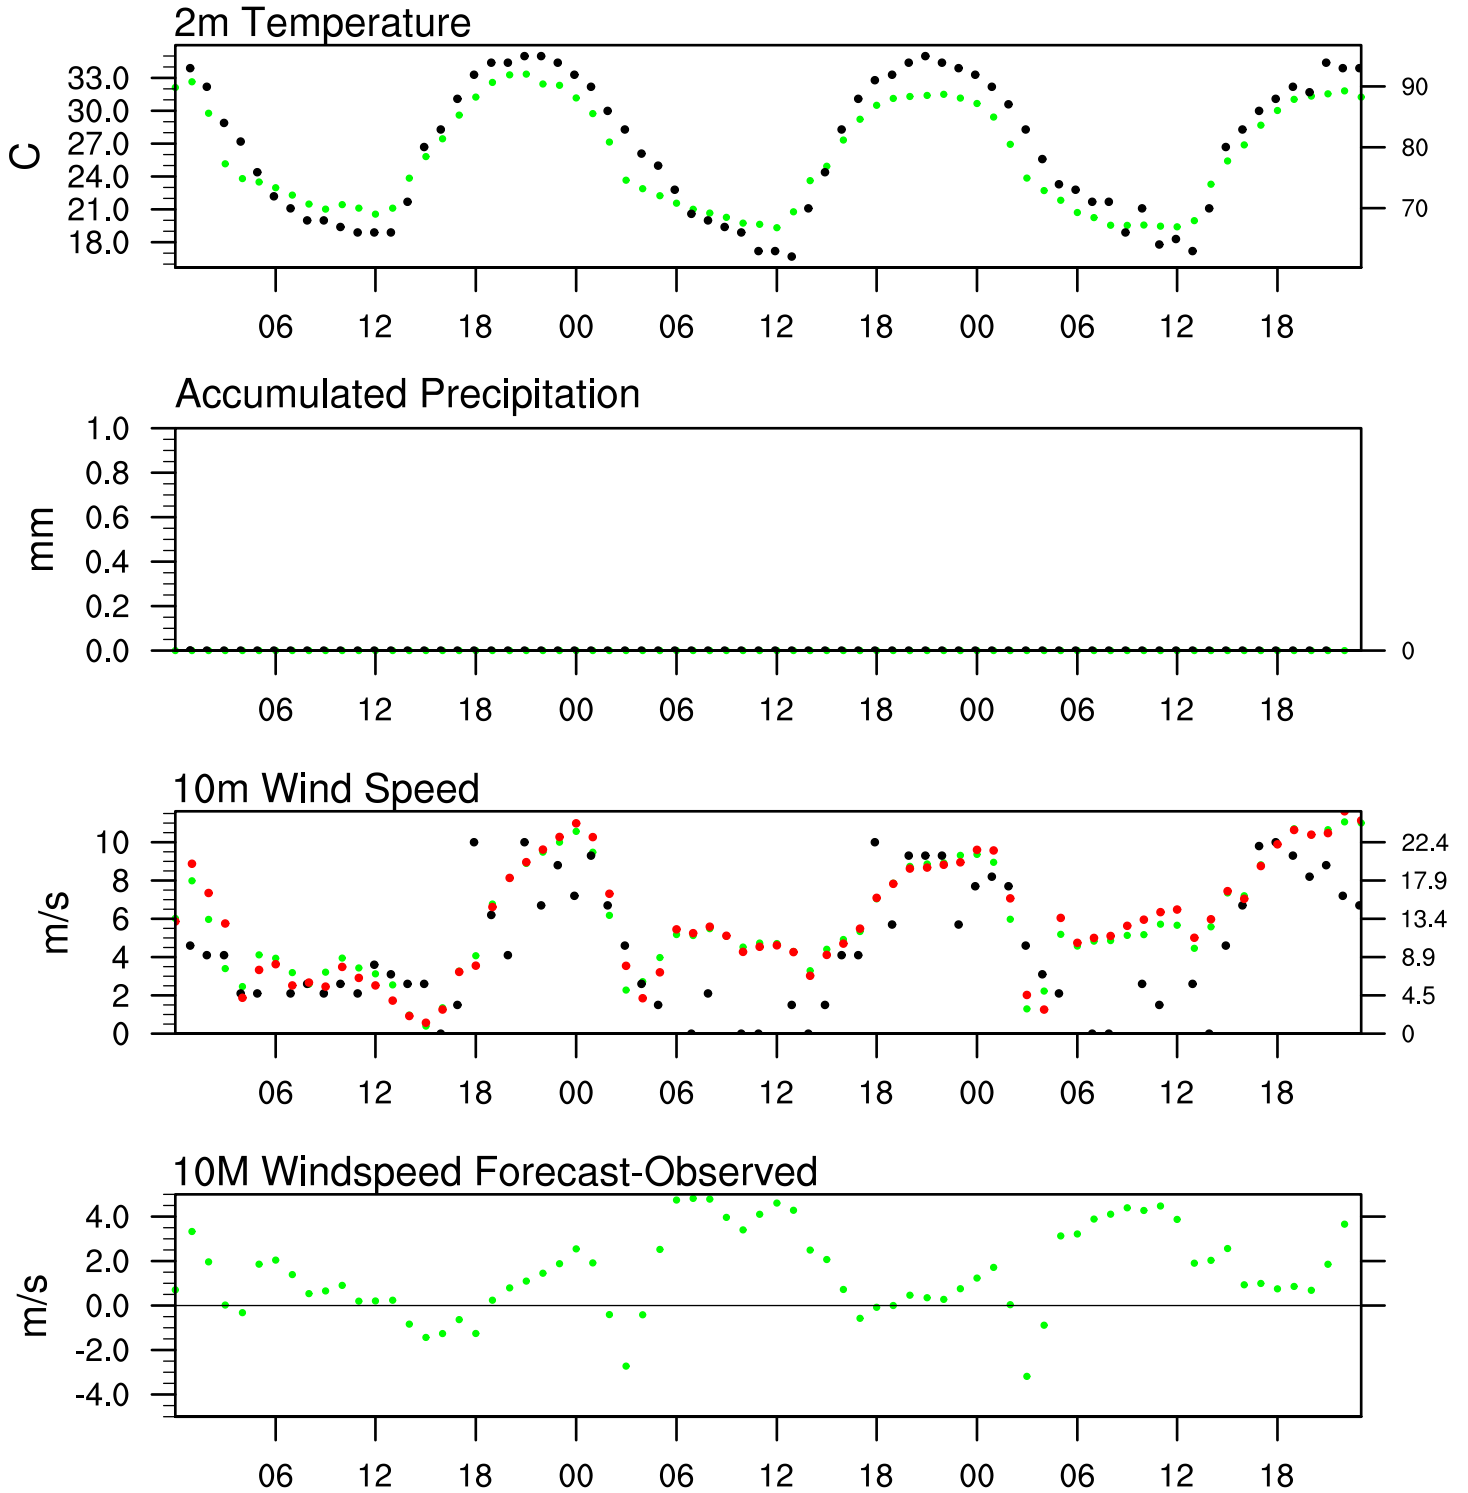 2m Temperature
33.0
30.0
27.0
24.0
21.0
18.0
C
90
80
70
06 12 18 00 06 12 18 00 06 12 18
Accumulated Precipitation
1.0
0.8
0.6
0.4
0.2
0.0
mm
0
06 12 18 00 06 12 18 00 06 12 18
10m Wind Speed
10
8
6
4
2
0
m/s
22.4
17.9
13.4
8.9
4.5
0
06 12 18 00 06 12 18 00 06 12 18
10M Windspeed Forecast-Observed
4.0
2.0
0.0
-2.0
-4.0
m/s
06 12 18 00 06 12 18 00 06 12 18